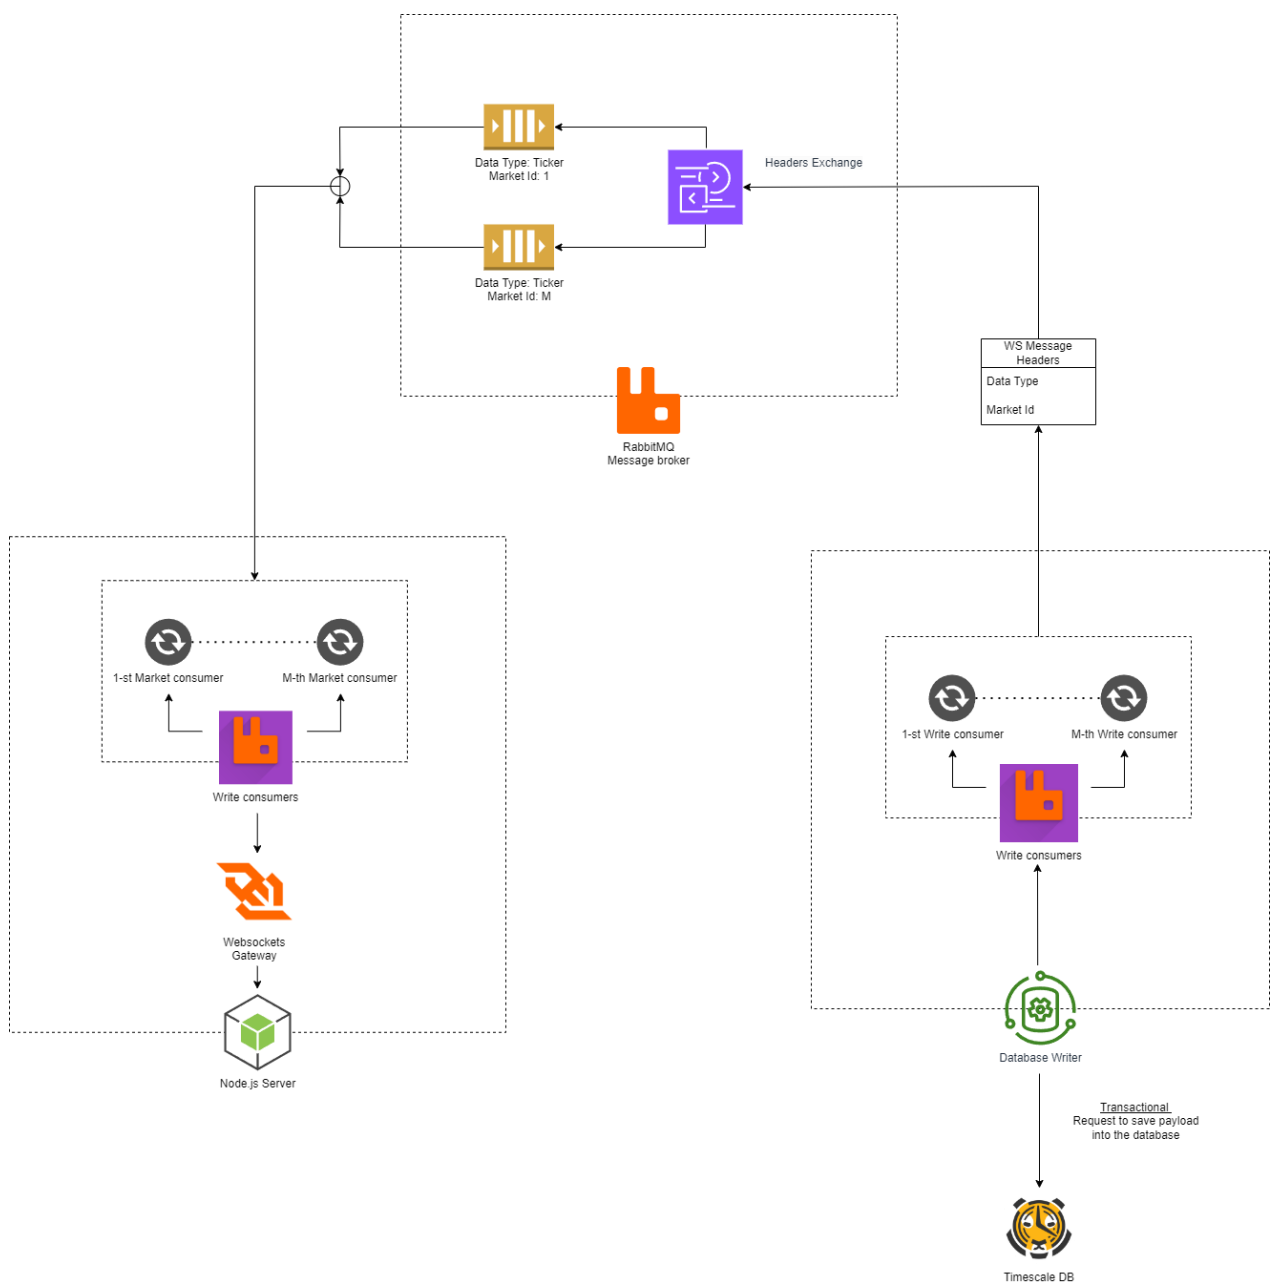 Headers Exchange
Data Type: Ticker
Market Id: 1
Data Type: Ticker
Market Id: M
WS Message
Headers
Data Type
Market Id
RabbitMQ
Message broker
1-st Market consumer
M-th Market consumer
Write consumers
Websockets
Gateway
Node.js Server
1-st Write consumer
M-th Write consumer
Write consumers
Database Writer
Transactional
Request to save payload
into the database
Timescale DB